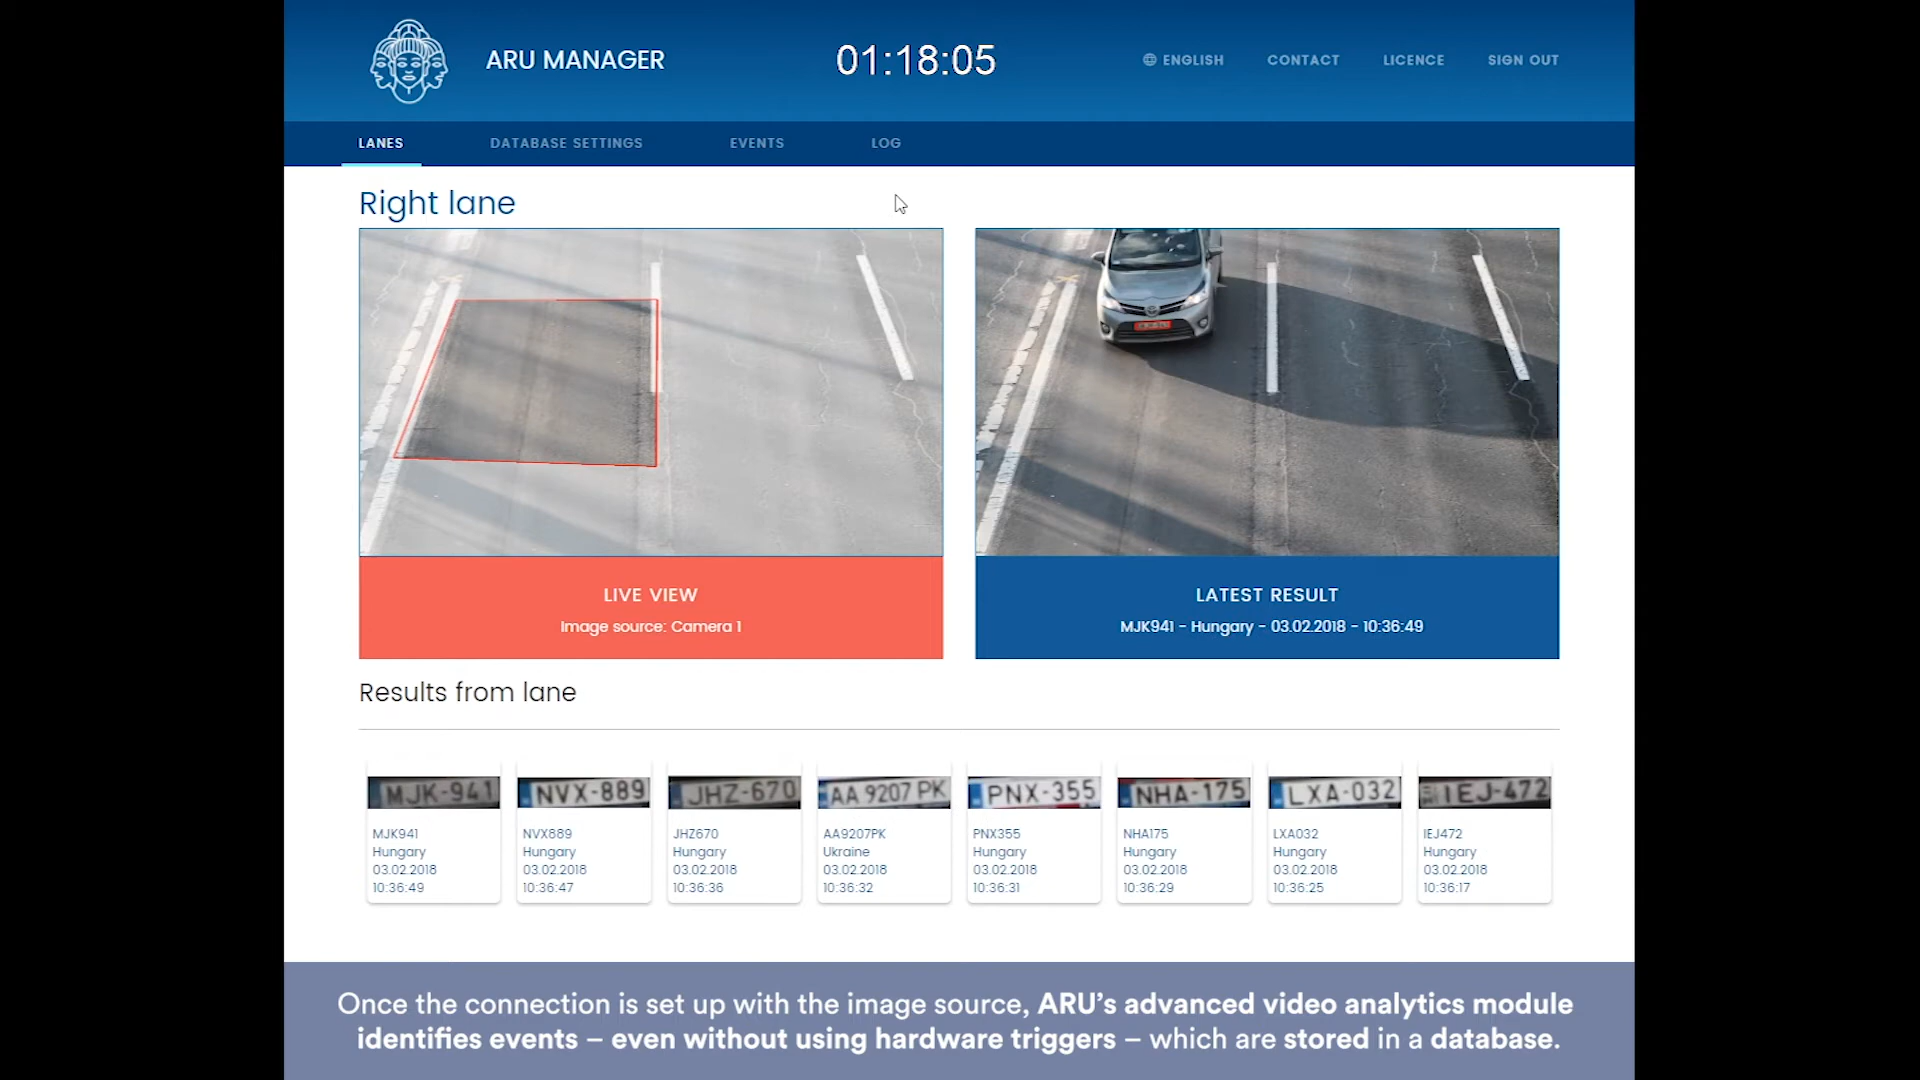 ARU MANAGER
01:18:05
ENGLISH
CONTACT
LICENCE
SIGN OUT
LANES
DATABASE SETTINGS
EVENTS
LOG
Right lane
LIVE VIEW
Image source: Camera 1
LATEST RESULT
MJK941 - Hungary - 03.02.2018 - 10:36:49
Results from lane
MJK-941
NVX-889
JHZ-670
AA 9207 PK
PNX-355
NHA-175
LXA-032
IEJ-472
MJK941
Hungary
03.02.2018
10:36:49
NVX889
Hungary
03.02.2018
10:36:47
JHZ670
Hungary
03.02.2018
10:36:36
AA9207PK
Ukraine
03.02.2018
10:36:32
PNX355
Hungary
03.02.2018
10:36:31
NHA175
Hungary
03.02.2018
10:36:29
LXA032
Hungary
03.02.2018
10:36:25
IEJ472
Hungary
03.02.2018
10:36:17
Once the connection is set up with the image source, ARU's advanced video analytics module
identifies events – even without using hardware triggers – which are stored in a database.